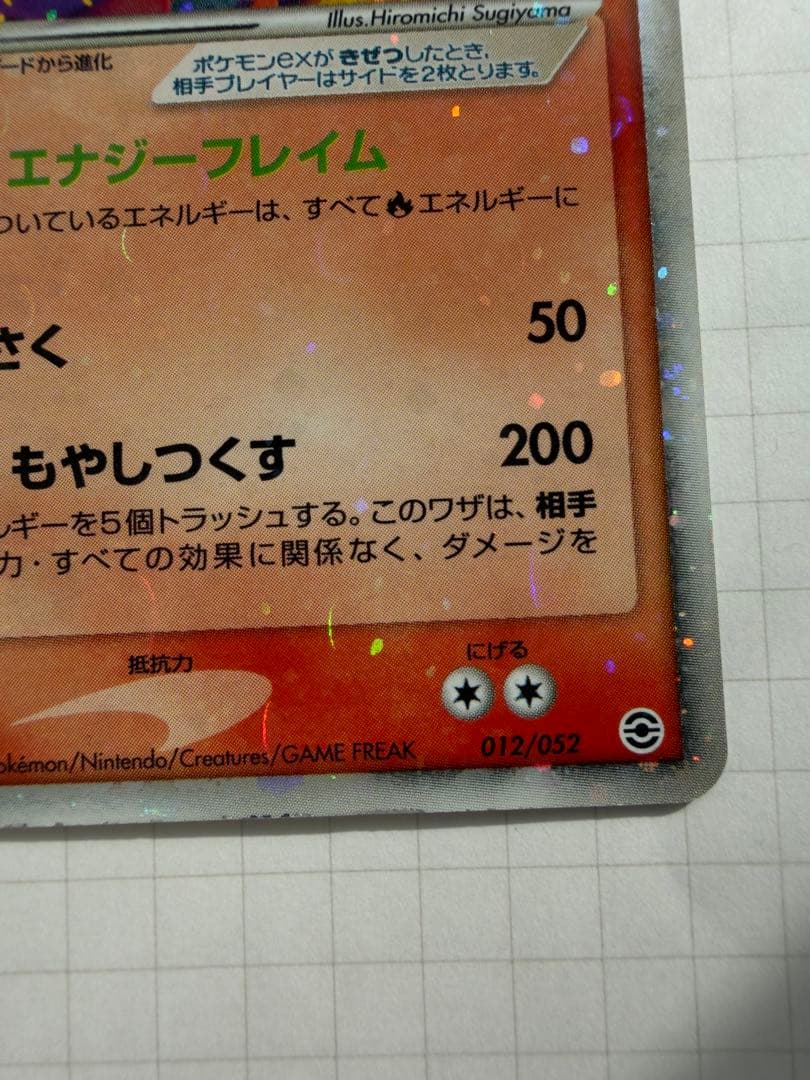 Illus.Hiromichi Sugiyama
ードから進化
ポケモンexが きぜつしたとき、
相手プレイヤーはサイドを2枚とります。
エナジーフレイム
ついているエネルギーは、すべて エネルギーに
さく 50
もやしつくす 200
ルギーを5個トラッシュする。このワザは、相手
力・すべての効果に関係なく、ダメージを
抵抗力 にげる
okémon/Nintendo/Creatures/GAME FREAK 012/052